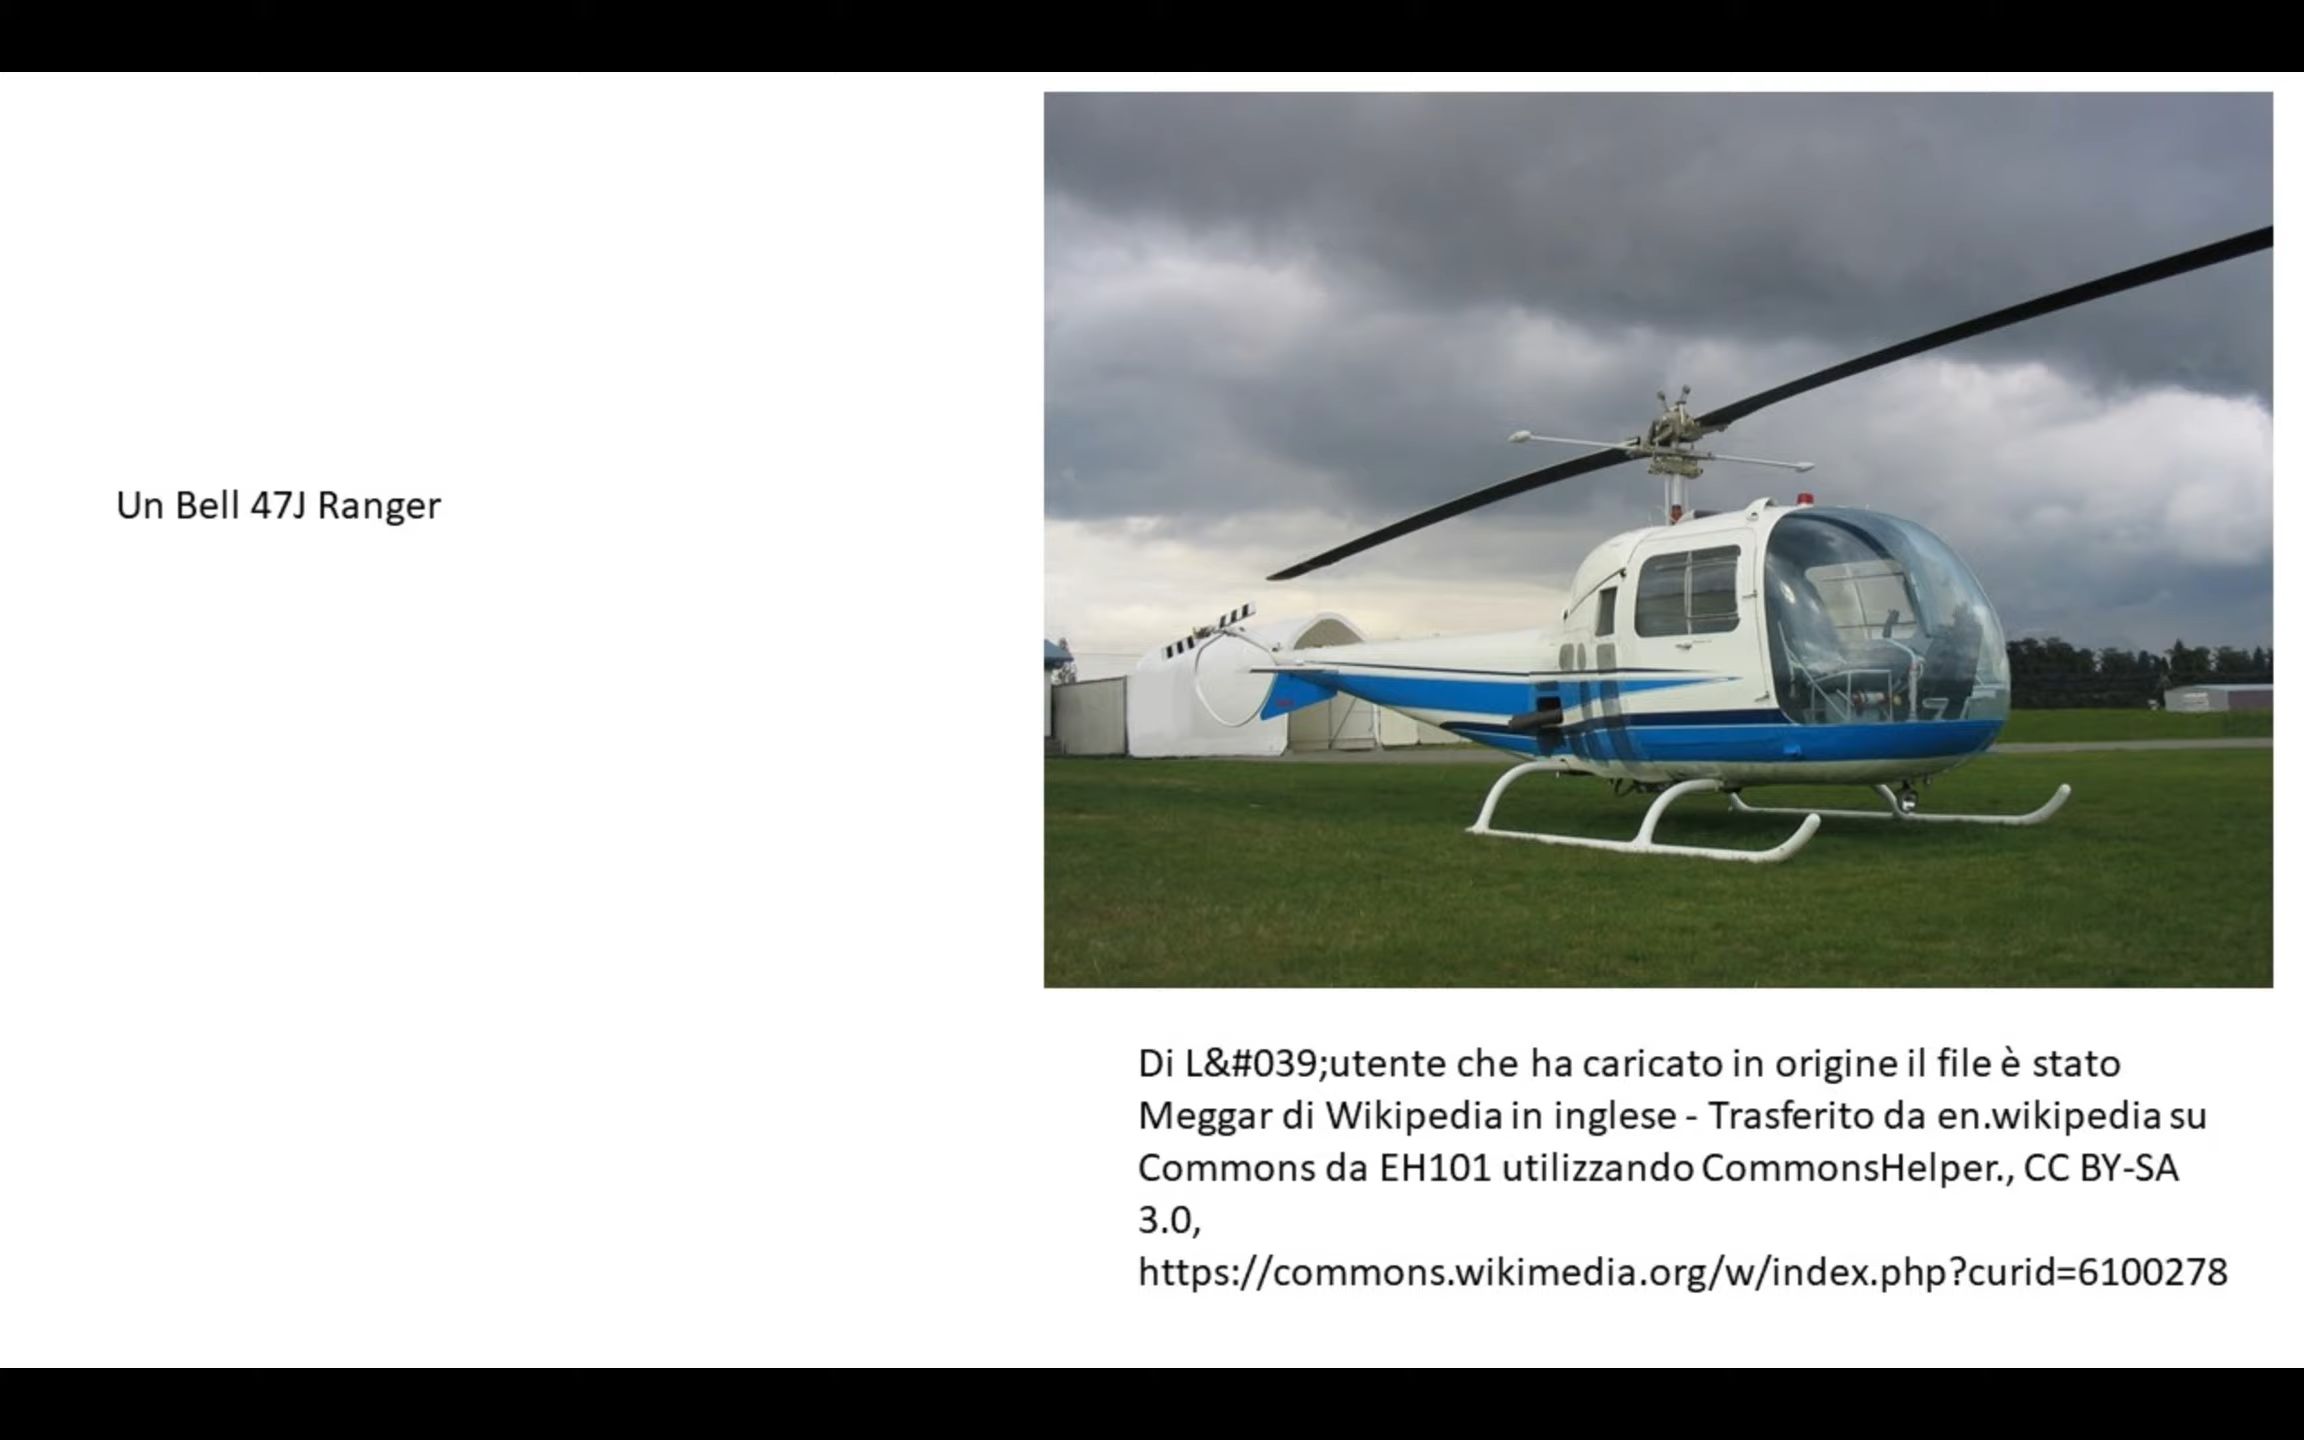 Un Bell 47J Ranger
Di L&#039;utente che ha caricato in origine il file è stato
Meggar di Wikipedia in inglese - Trasferito da en.wikipedia su
Commons da EH101 utilizzando CommonsHelper., CC BY-SA
3.0,
https://commons.wikimedia.org/w/index.php?curid=6100278